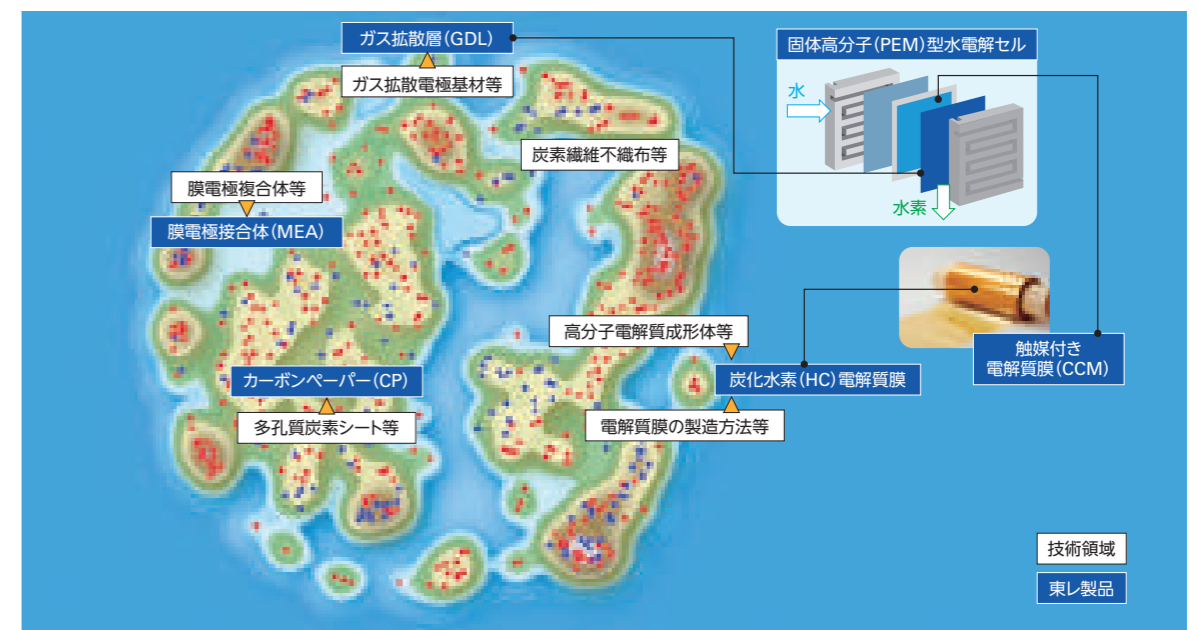 ガス拡散層(GDL)
ガス拡散電極基材等
固体高分子(PEM)型水電解セル
水
水素
炭素繊維不織布等
膜電極複合体等
膜電極接合体(MEA)
高分子電解質成形体等
炭化水素(HC)電解質膜
電解質膜の製造方法等
触媒付き
電解質膜(CCM)
カーボンペーパー(CP)
多孔質炭素シート等
技術領域
東レ製品